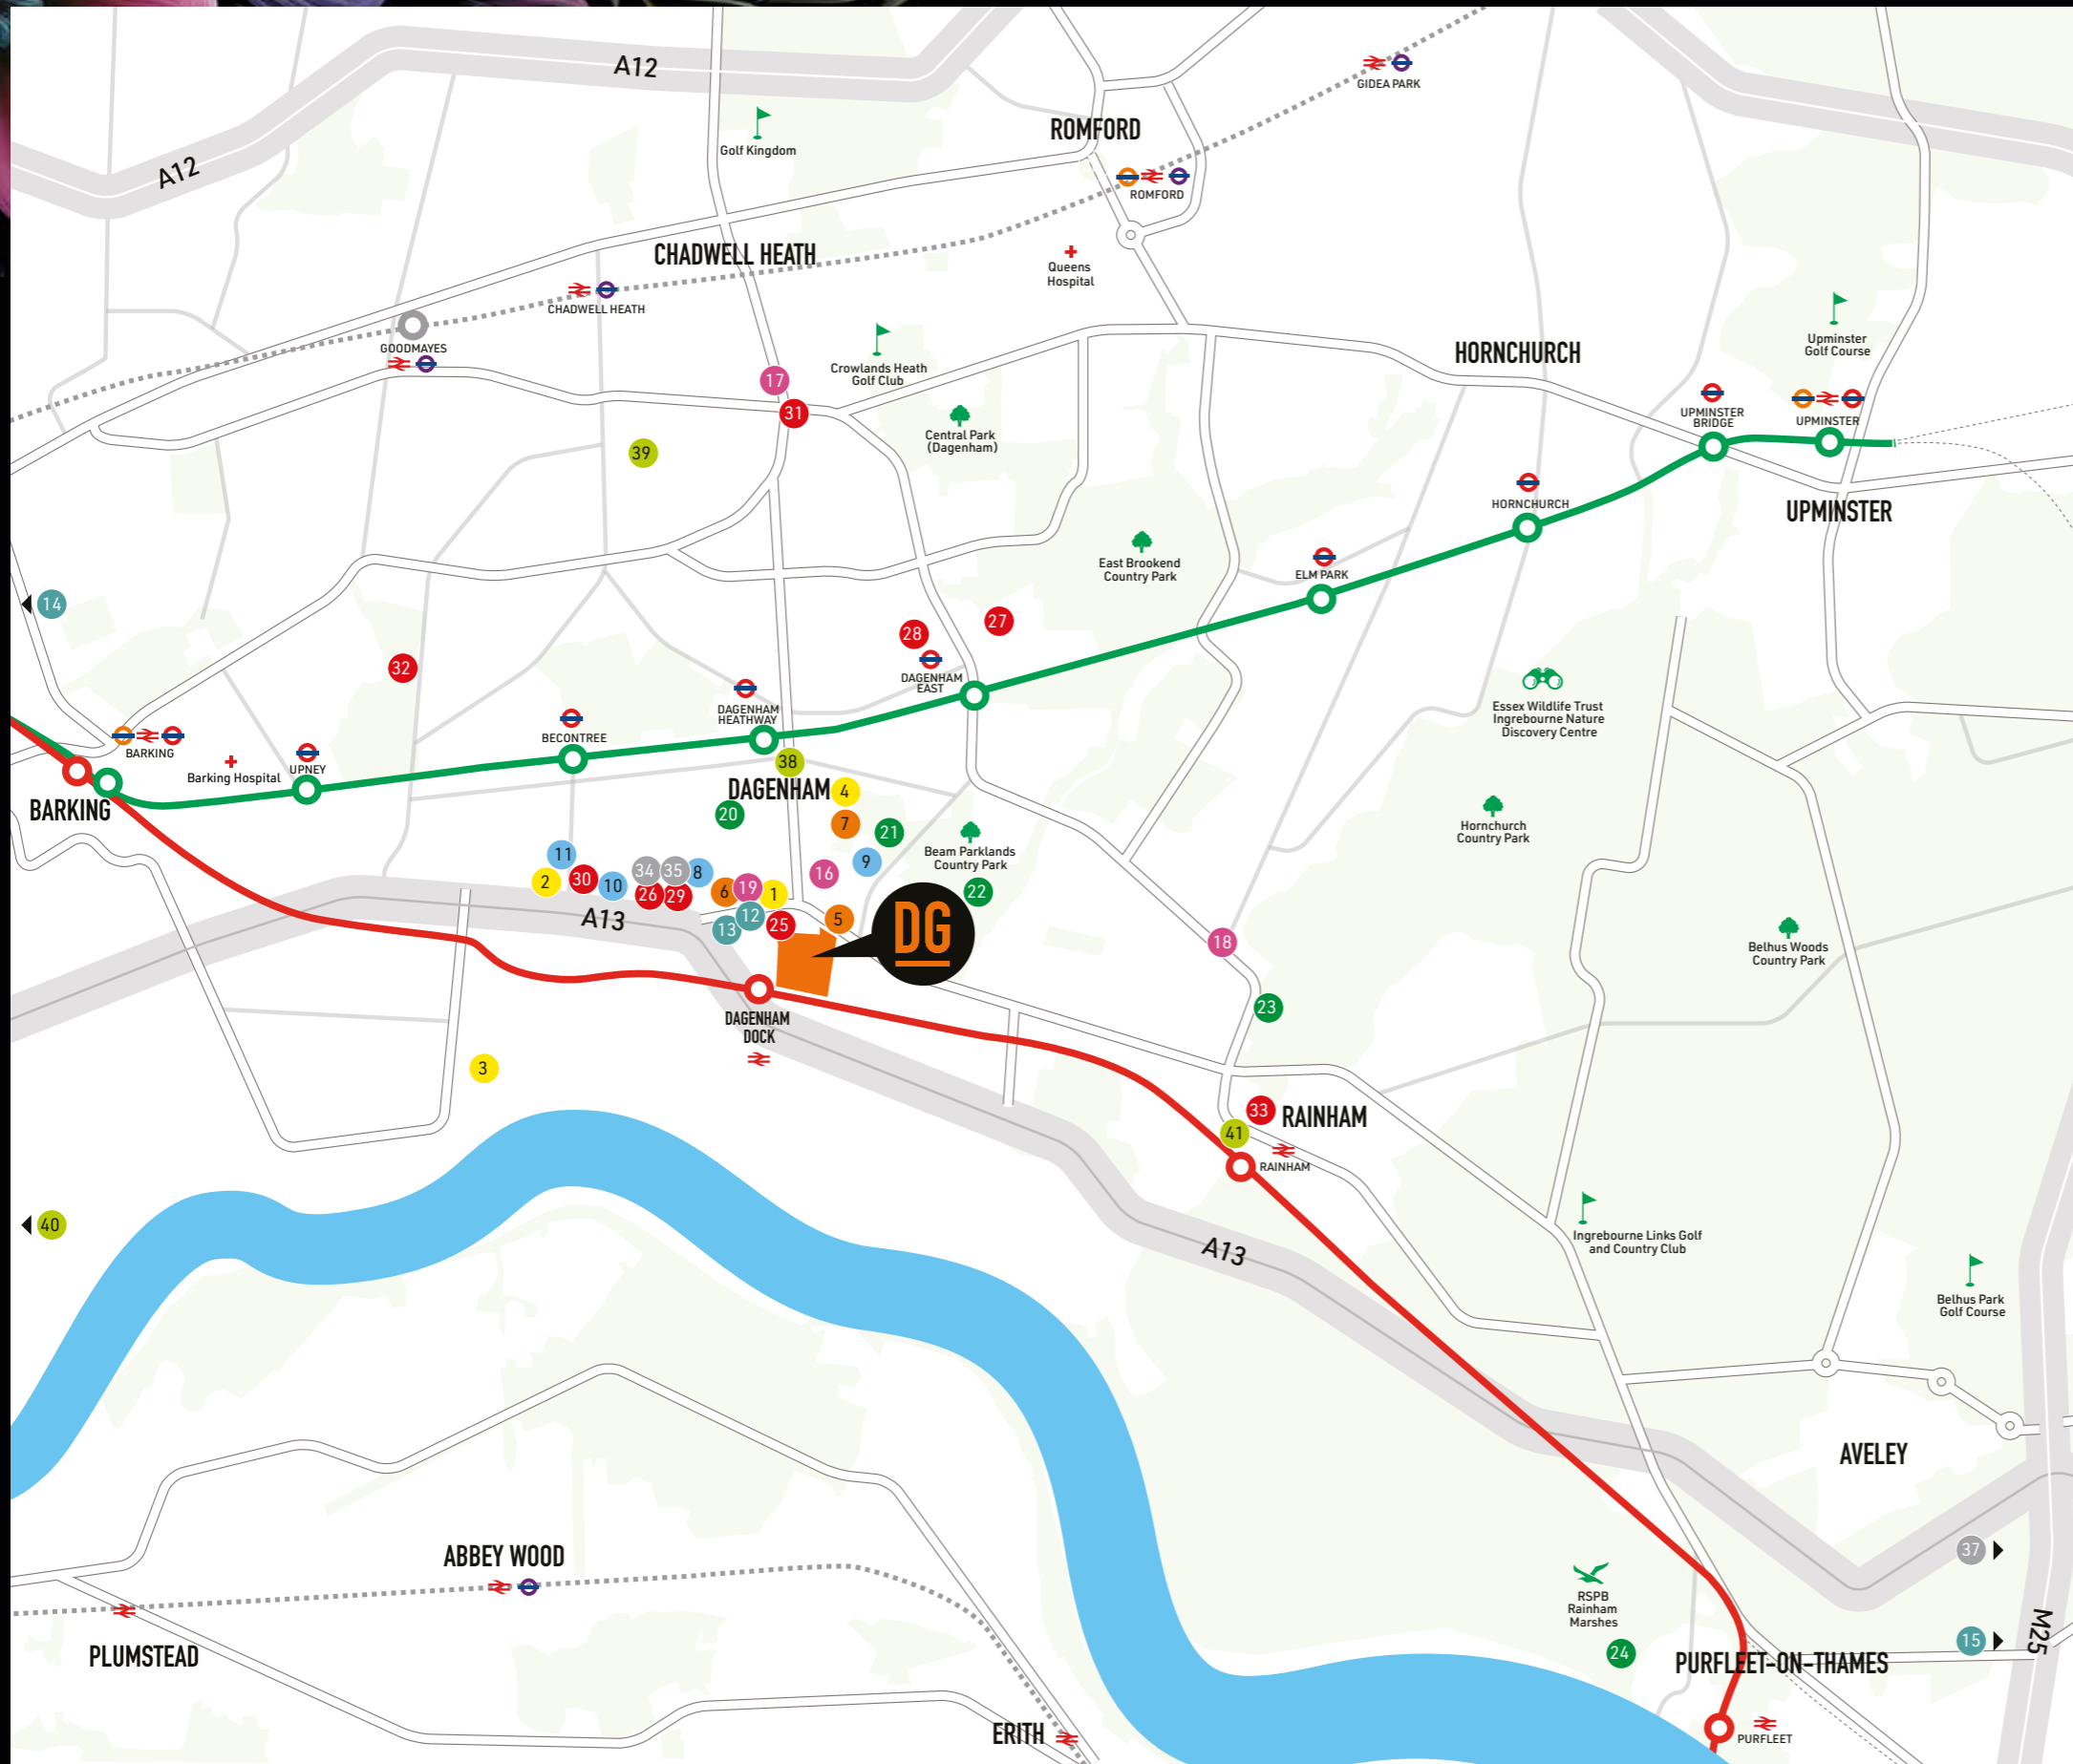 A12
A12
GIDEA PARK
Golf Kingdom
ROMFORD
ROMFORD
CHADWELL HEATH
Queens
Hospital
CHADWELL HEATH
GOODMAYES
Crowlands Heath
Golf Club
HORNCHURCH
Upminster
Golf Course
17
31
UPMINSTER
BRIDGE
UPMINSTER
Central Park
(Dagenham)
39
HORNCHURCH
UPMINSTER
East Brookend
Country Park
ELM PARK
14
28
27
32
DAGENHAM
EAST
Essex Wildlife Trust
Ingrebourne Nature
Discovery Centre
DAGENHAM
HEATHWAY
BECONTREE
BARKING
Barking Hospital
UPNEY
38
DAGENHAM
4
BARKING
20
7
21
Hornchurch
Country Park
Beam Parklands
Country Park
11
9
2
30
10
34
35
8
26
29
6
19
1
16
22
A13
12
13
25
5
DG
18
Belhus Woods
Country Park
23
DAGENHAM
DOCK
3
33
RAINHAM
41
RAINHAM
40
A13
Ingrebourne Links Golf
and Country Club
Belhus Park
Golf Course
AVELEY
ABBEY WOOD
37
RSPB
Rainham
Marshes
24
15
M25
PLUMSTEAD
PURFLEET-ON-THAMES
ERITH
PURFLEET